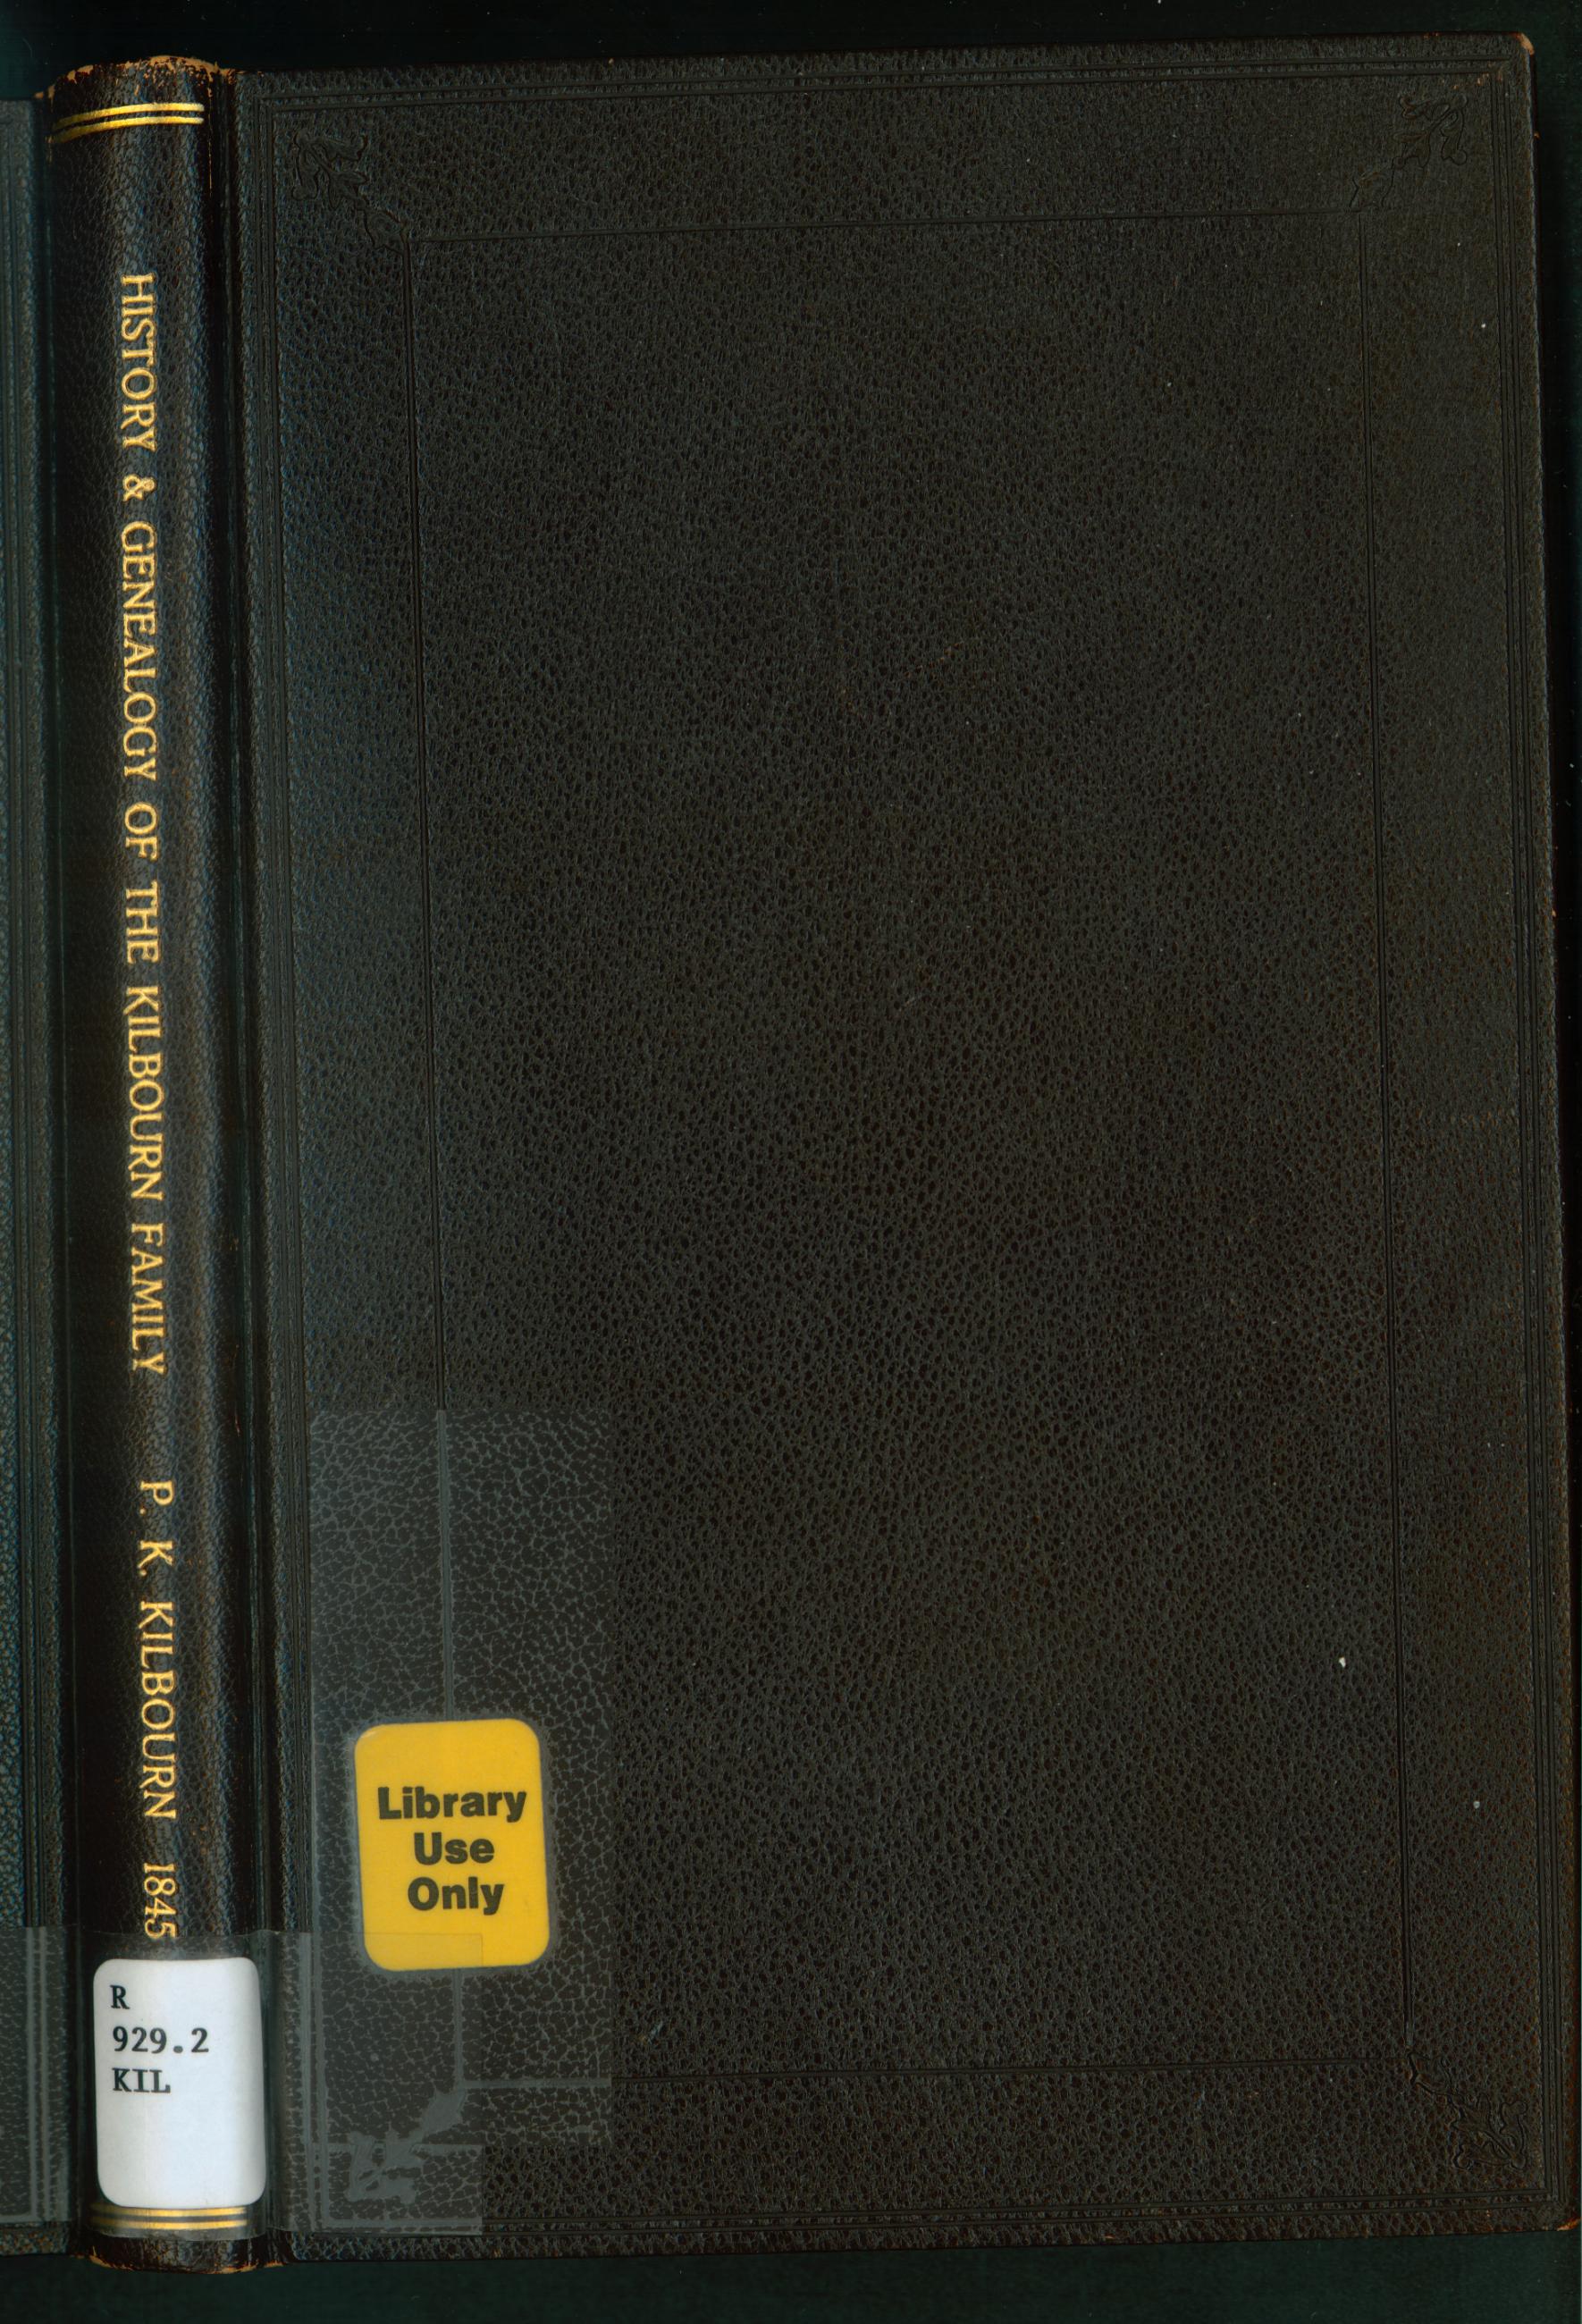 HISTORY & GENEALOGY OF THE KILBOURN FAMILY P. K. KILBOURN 1845
R
929.2
KIL
Library
Use
Only